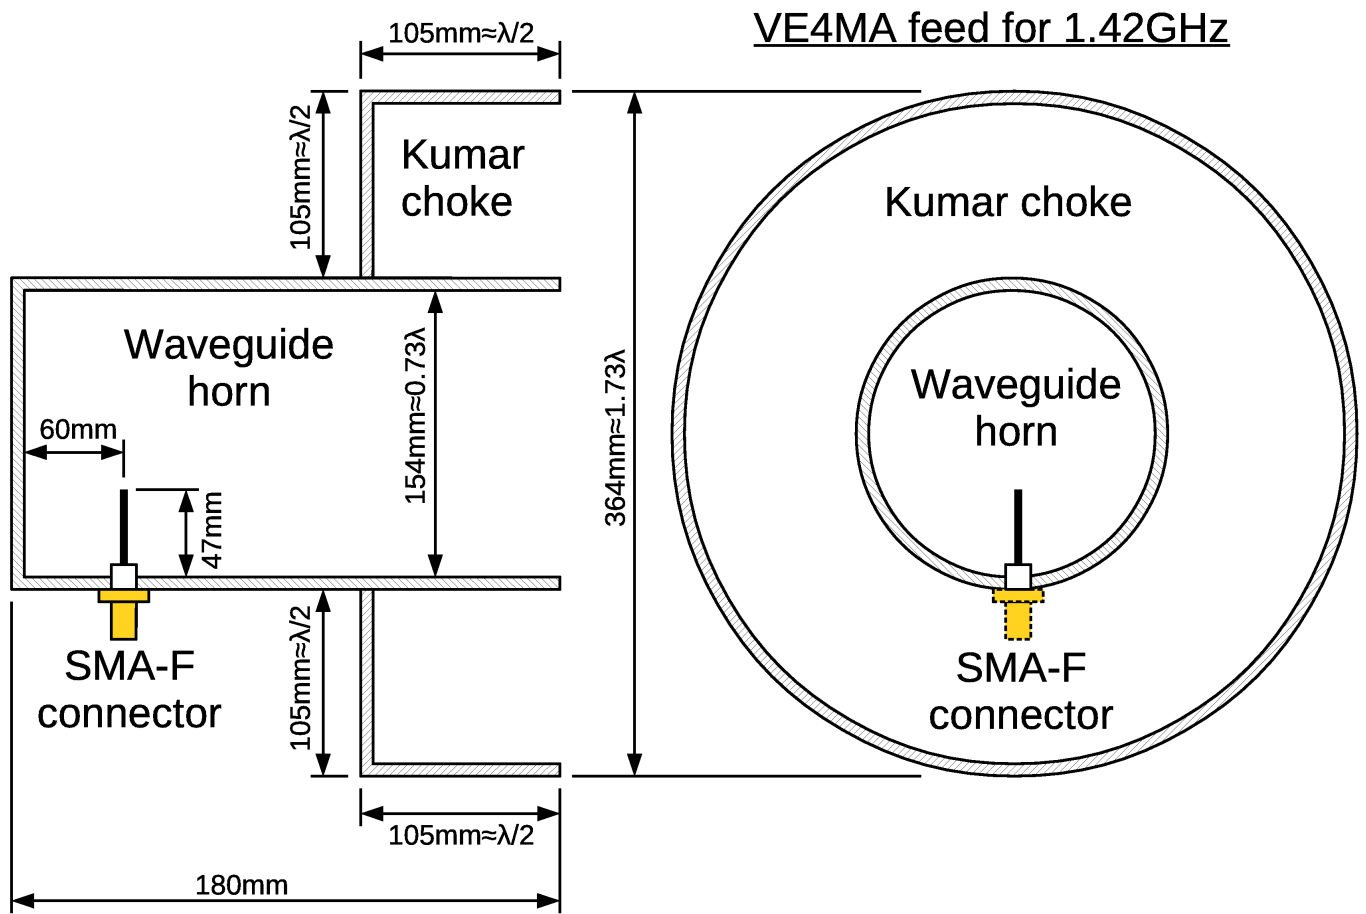 VE4MA feed for 1.42GHz
105mm≈λ/2
105mm≈λ/2
Kumar
choke
Waveguide
horn
60mm
47mm
154mm≈0.73λ
364mm≈1.73λ
SMA-F
connector
105mm≈λ/2
105mm≈λ/2
180mm
Kumar choke
Waveguide
horn
SMA-F
connector